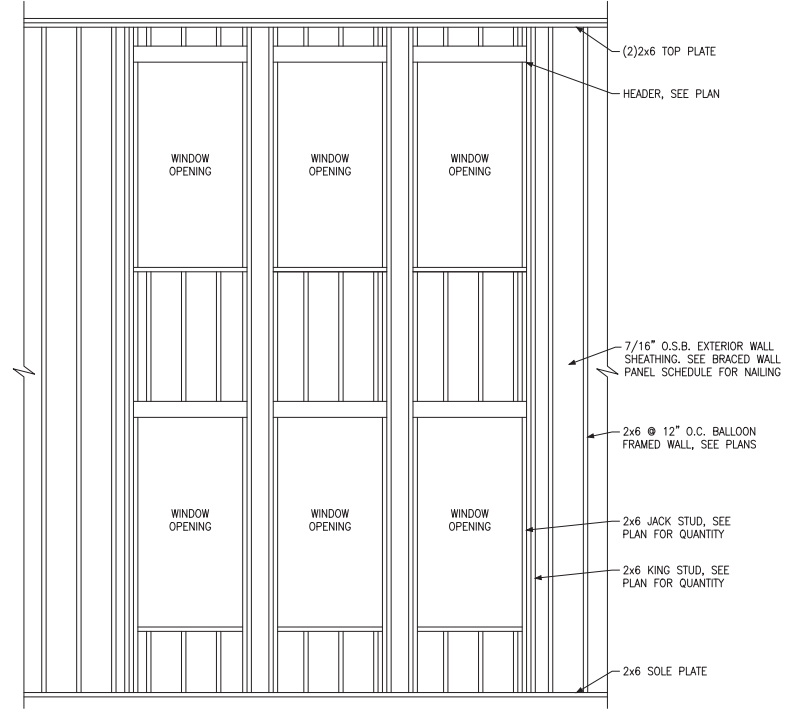 (2)2x6 TOP PLATE
HEADER, SEE PLAN
WINDOW
OPENING
WINDOW
OPENING
WINDOW
OPENING
7/16" O.S.B. EXTERIOR WALL
SHEATHING. SEE BRACED WALL
PANEL SCHEDULE FOR NAILING
2x6 @ 12" O.C. BALLOON
FRAMED WALL, SEE PLANS
WINDOW
OPENING
WINDOW
OPENING
WINDOW
OPENING
2x6 JACK STUD, SEE
PLAN FOR QUANTITY
2x6 KING STUD, SEE
PLAN FOR QUANTITY
2x6 SOLE PLATE